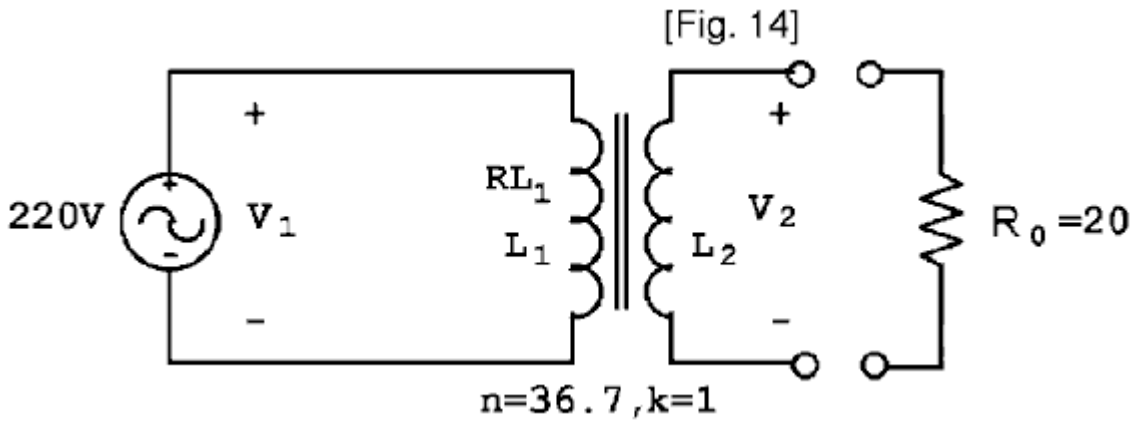 [Fig. 14]
+
+
220V
+
-
V₁
-
RL₁
L₁
L₂
V₂
-
R₀=20
n=36.7,k=1